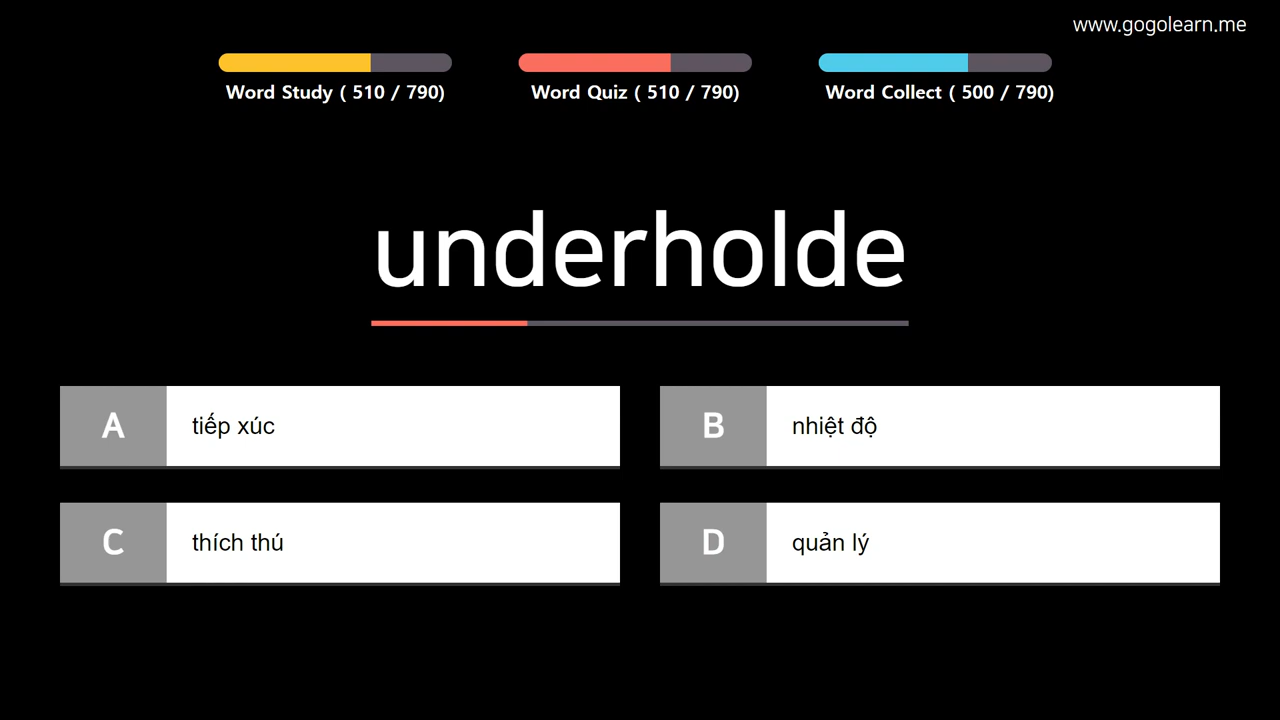 www.gogolearn.me
Word Study ( 510 / 790)
Word Quiz ( 510 / 790)
Word Collect ( 500 / 790)
underholde
A
tiếp xúc
B
nhiệt độ
C
thích thú
D
quản lý